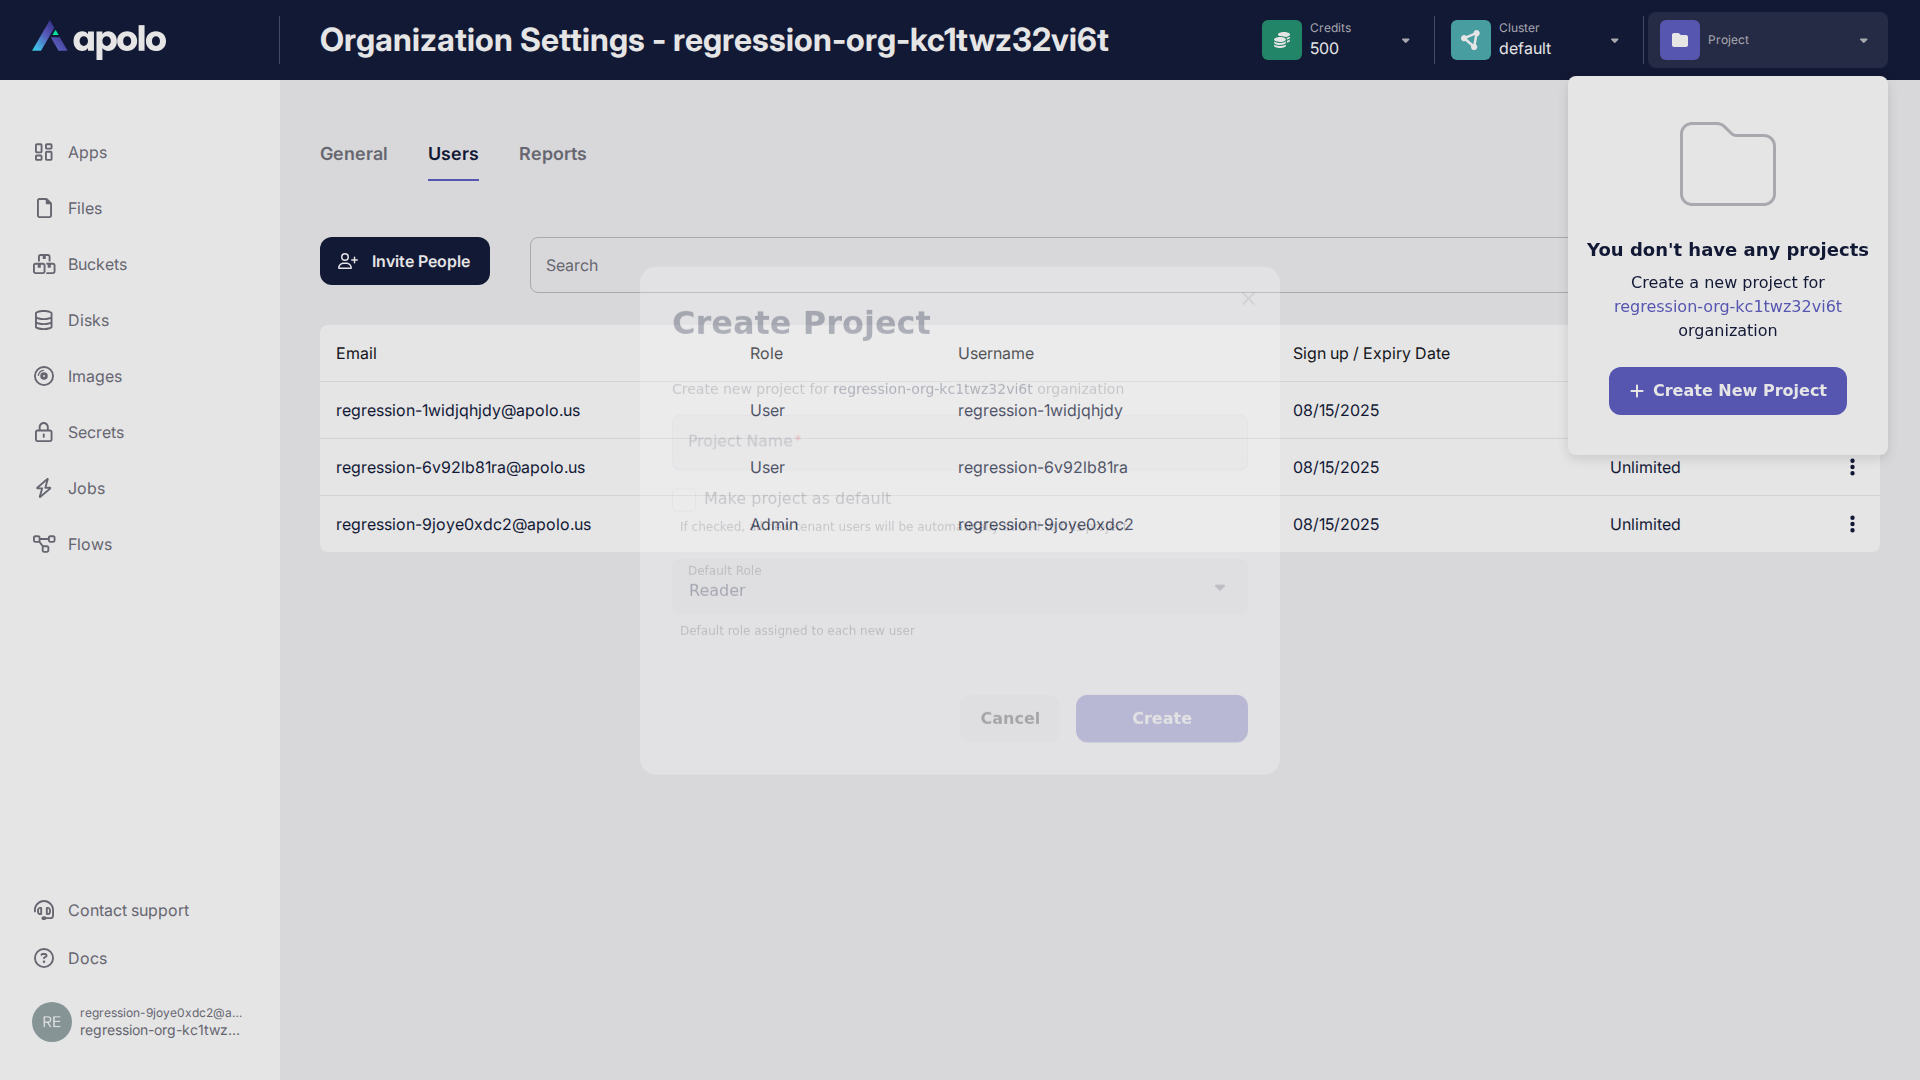 apolo
Organization Settings - regression-org-kc1twz32vi6t
Credits
500
Cluster
default
Project
Apps
Files
Buckets
Disks
Images
Secrets
Jobs
Flows
Contact support
Docs
RE
regression-9joye0xdc2@a...
regression-org-kc1twz...
General Users Reports
Invite People
Search
Email Role Username Sign up / Expiry Date
regression-1widjqhjdy@apolo.us User regression-1widjqhjdy 08/15/2025
regression-6v92lb81ra@apolo.us User regression-6v92lb81ra 08/15/2025 Unlimited
regression-9joye0xdc2@apolo.us Admin regression-9joye0xdc2 08/15/2025 Unlimited
You don't have any projects
Create a new project for
regression-org-kc1twz32vi6t
organization
+ Create New Project
Create Project
Create new project for regression-org-kc1twz32vi6t organization
Project Name*
Make project as default
If checked, tenant users will be
Default Role
Reader
Default role assigned to each new user
Cancel
Create